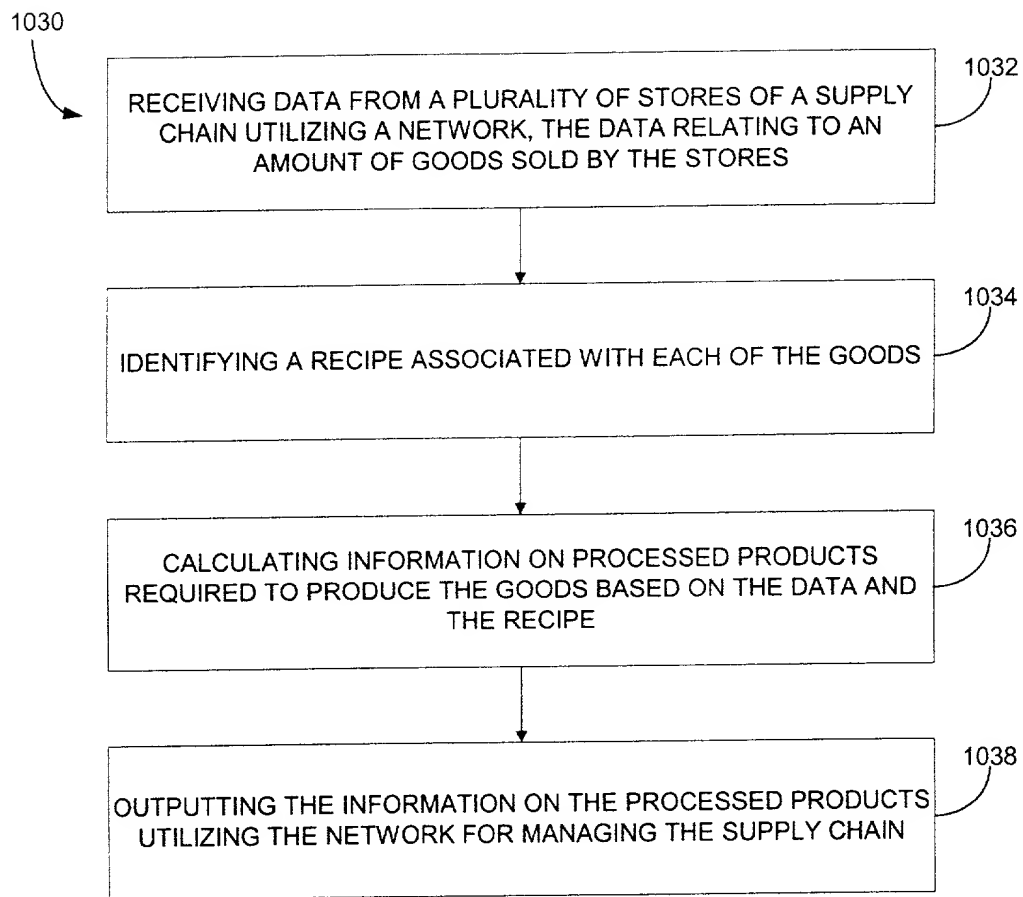 1030
1032
RECEIVING DATA FROM A PLURALITY OF STORES OF A SUPPLY
CHAIN UTILIZING A NETWORK, THE DATA RELATING TO AN
AMOUNT OF GOODS SOLD BY THE STORES
1034
IDENTIFYING A RECIPE ASSOCIATED WITH EACH OF THE GOODS
1036
CALCULATING INFORMATION ON PROCESSED PRODUCTS
REQUIRED TO PRODUCE THE GOODS BASED ON THE DATA AND
THE RECIPE
1038
OUTPUTTING THE INFORMATION ON THE PROCESSED PRODUCTS
UTILIZING THE NETWORK FOR MANAGING THE SUPPLY CHAIN